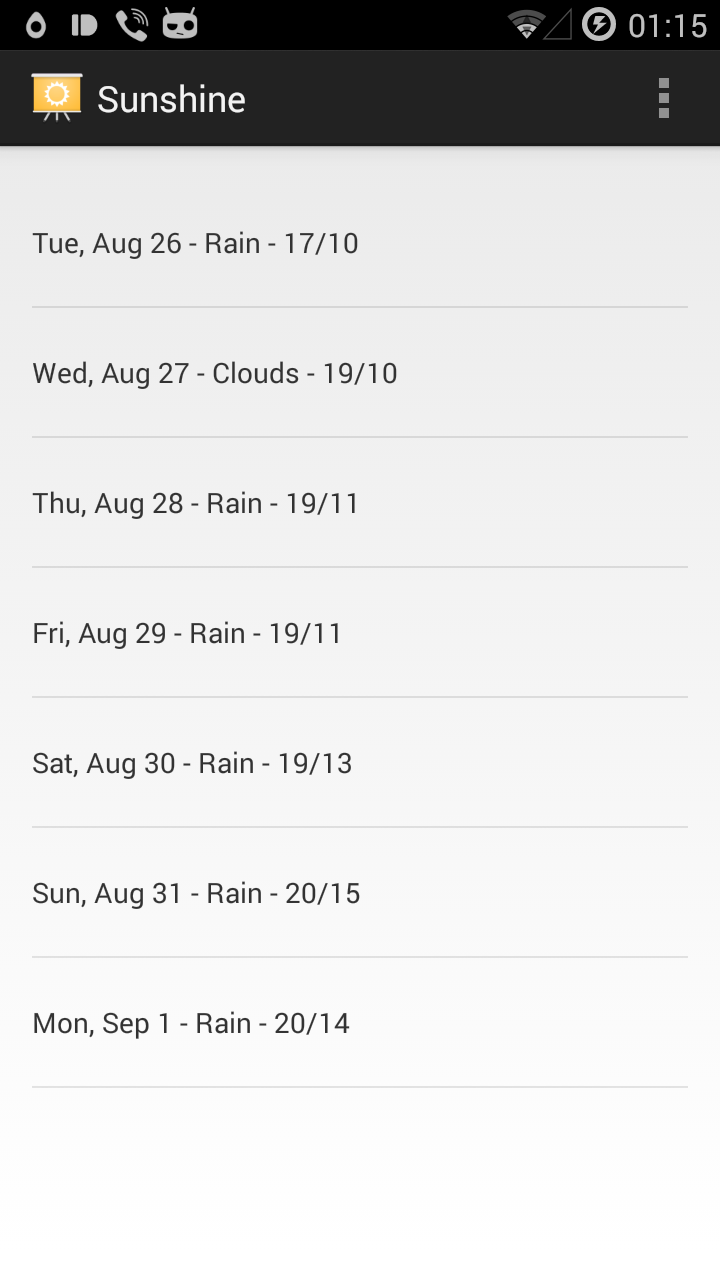 01:15
Sunshine
Tue, Aug 26 - Rain - 17/10
Wed, Aug 27 - Clouds - 19/10
Thu, Aug 28 - Rain - 19/11
Fri, Aug 29 - Rain - 19/11
Sat, Aug 30 - Rain - 19/13
Sun, Aug 31 - Rain - 20/15
Mon, Sep 1 - Rain - 20/14